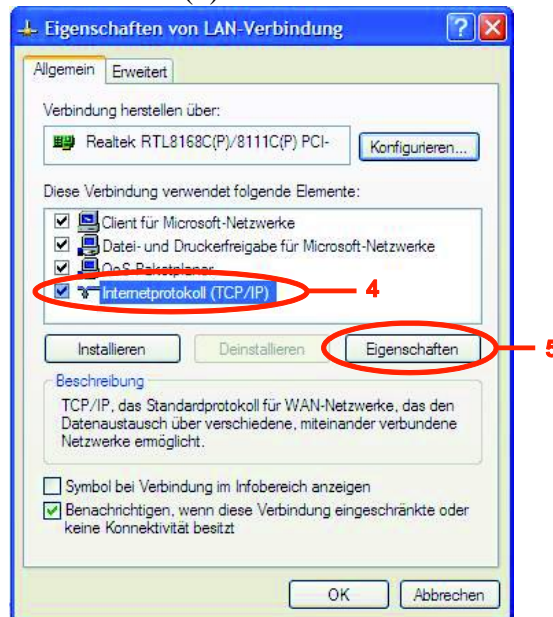 Eigenschaften von LAN-Verbindung
Allgemein
Erweitert
Verbindung herstellen über:
Realtek RTL8168C(P)/8111C(P) PCI-
Konfigurieren...
Diese Verbindung verwendet folgende Elemente:
Client für Microsoft-Netzwerke
Datei- und Druckerfreigabe für Microsoft-Netzwerke
QoS-Paketplaner
Internetprotokoll (TCP/IP)
4
Installieren
Deinstallieren
Eigenschaften
5
Beschreibung
TCP/IP, das Standardprotokoll für WAN-Netzwerke, das den
Datenaustausch über verschiedene, miteinander verbundene
Netzwerke ermöglicht.
Symbol bei Verbindung im Infobereich anzeigen
Benachrichtigen, wenn diese Verbindung eingeschränkte oder
keine Konnektivität besitzt
OK
Abbrechen